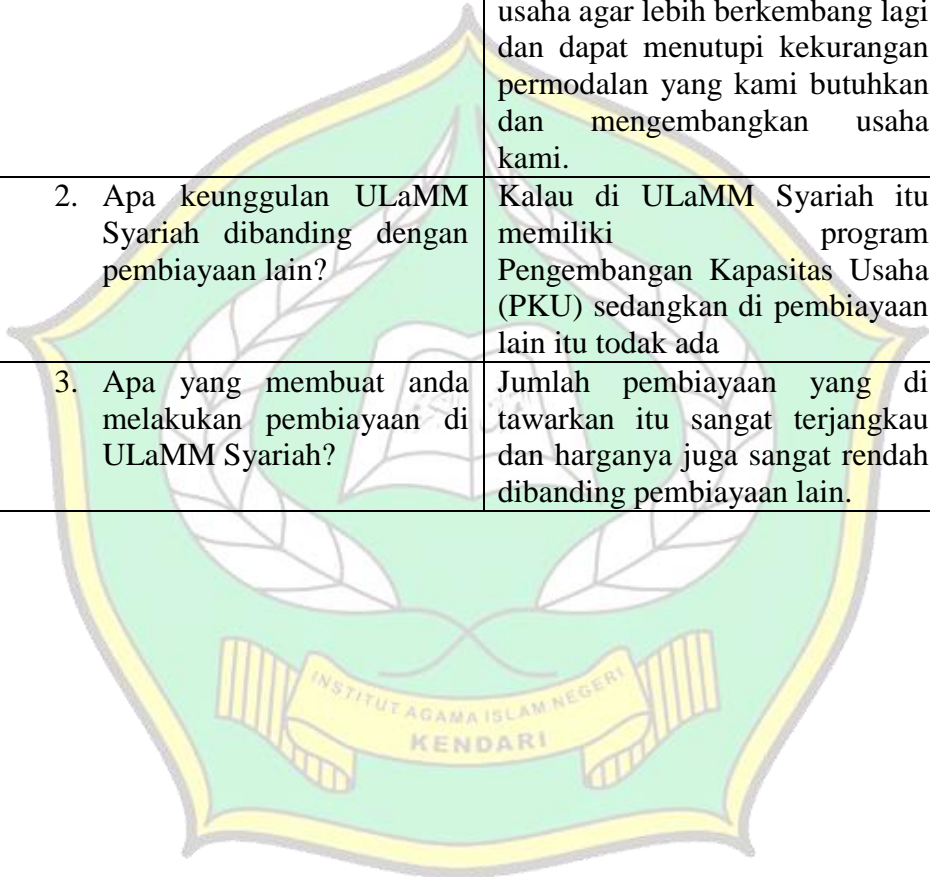 usaha agar lebih berkembang lagi
dan dapat menutupi kekurangan
permodalan yang kami butuhkan
dan mengembangkan usaha
kami.
2. Apa keunggulan ULaMM
Syariah dibanding dengan
pembiayaan lain?
Kalau di ULaMM Syariah itu
memiliki program
Pengembangan Kapasitas Usaha
(PKU) sedangkan di pembiayaan
lain itu todak ada
3. Apa yang membuat anda
melakukan pembiayaan di
ULaMM Syariah?
Jumlah pembiayaan yang di
tawarkan itu sangat terjangkau
dan harganya juga sangat rendah
dibanding pembiayaan lain.
INSTITUT AGAMA ISLAM NEGERI
KENDARI